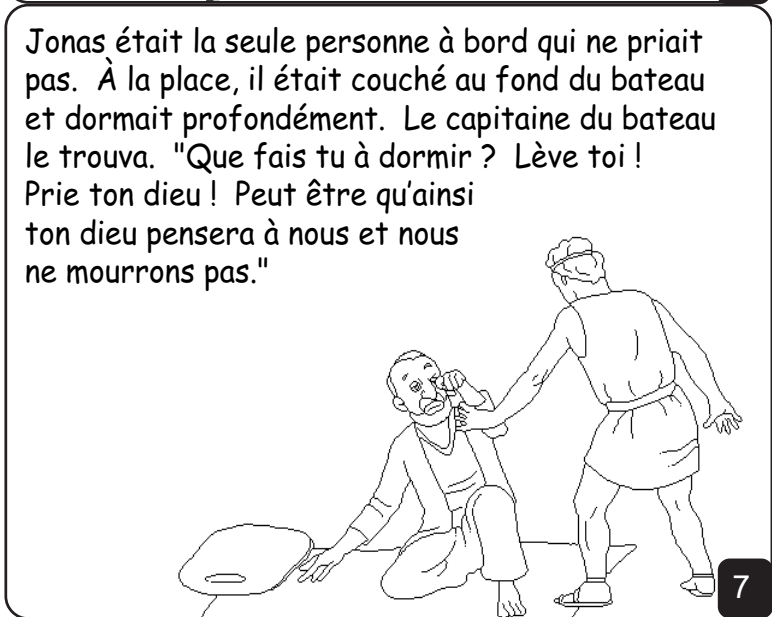 Jonas était la seule personne à bord qui ne priait
pas.  À la place, il était couché au fond du bateau
et dormait profondément.  Le capitaine du bateau
le trouva.  "Que fais tu à dormir ?  Lève toi !
Prie ton dieu !  Peut être qu'ainsi
ton dieu pensera à nous et nous
ne mourrons pas."
7